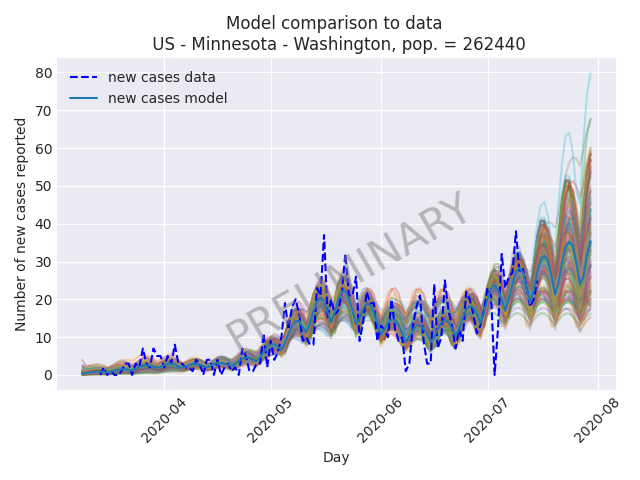 Model comparison to data
US - Minnesota - Washington, pop. = 262440
new cases data
new cases model
PRELIMINARY
Number of new cases reported
80
70
60
50
40
30
20
10
0
2020-04
2020-05
2020-06
2020-07
2020-08
Day